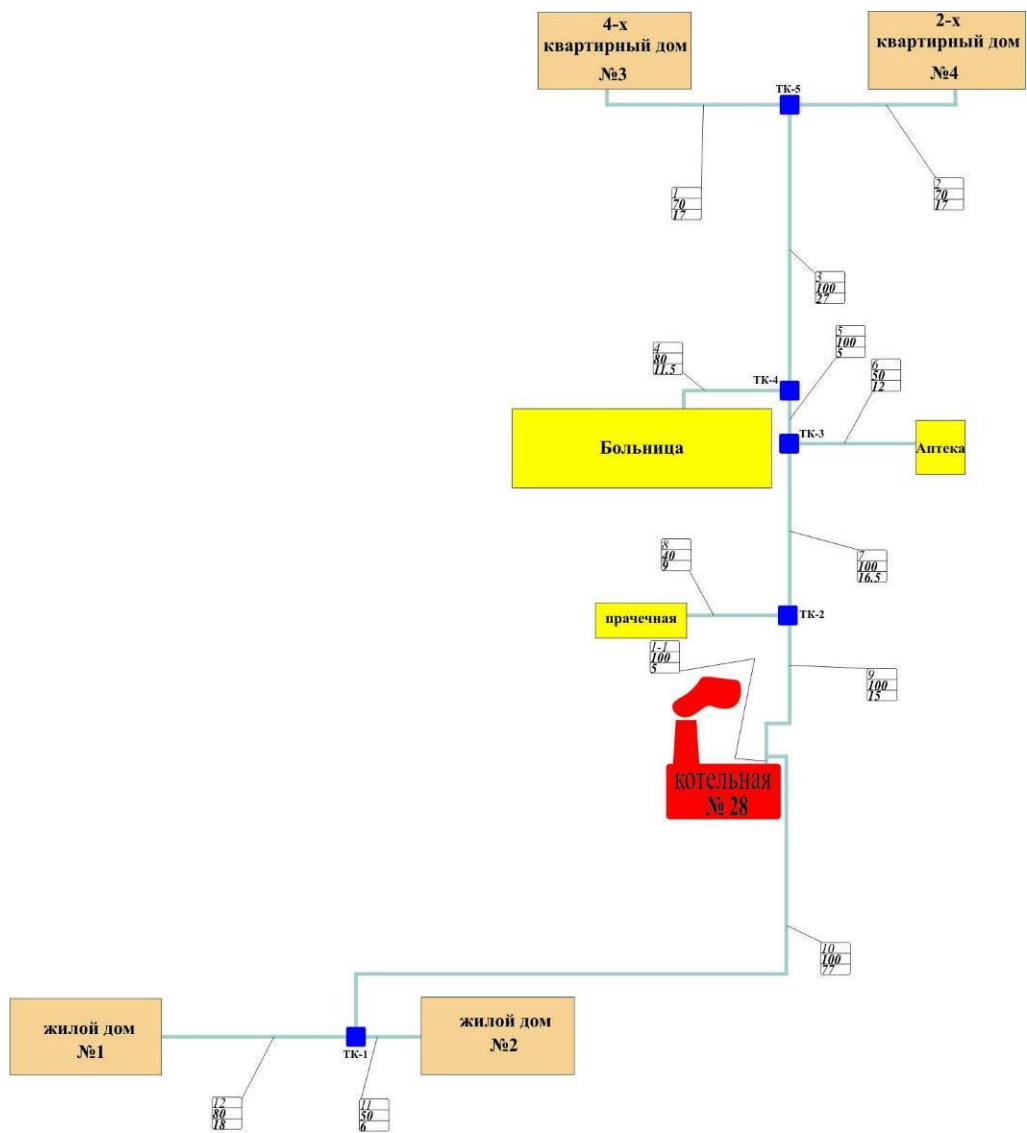 4-х
квартирный дом
№3
2-х
квартирный дом
№4
ТК-5
1
70
17
2
70
17
3
100
27
5
100
5
4
80
11.5
6
50
12
ТК-4
ТК-3
Больница
Аптека
7
100
16.5
8
40
9
прачечная
ТК-2
1-1
100
5
9
100
15
котельная
№ 28
10
100
77
жилой дом
№1
жилой дом
№2
ТК-1
12
80
18
11
50
6